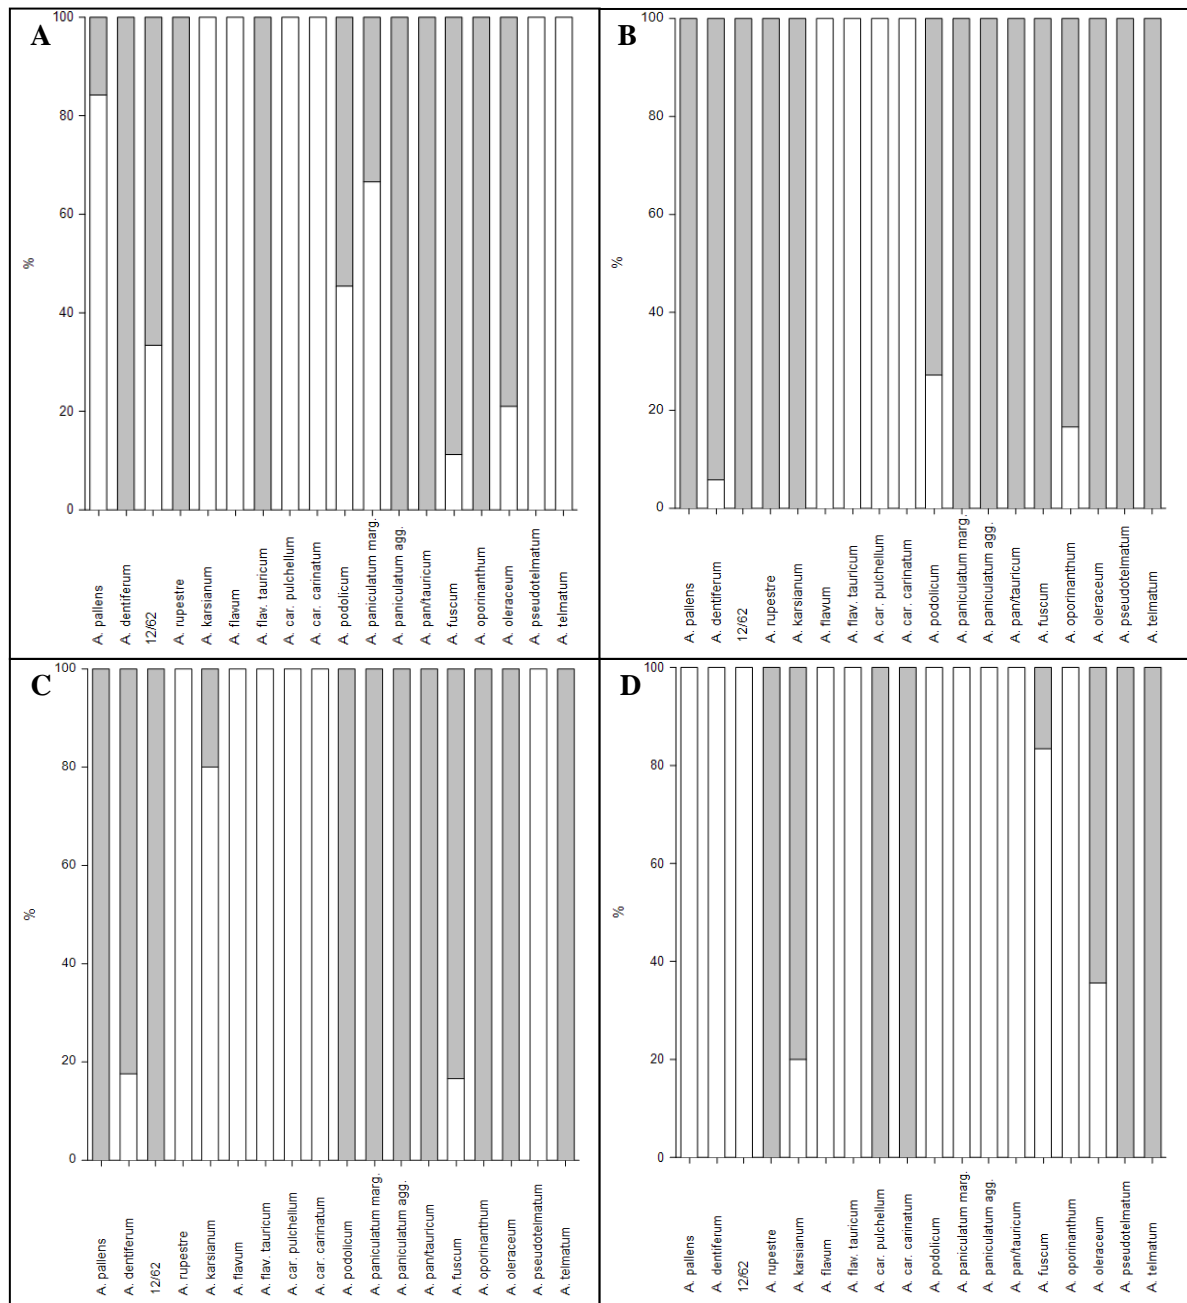 A
100
80
60
40
20
0
%
A. pallens
A. dentiferum
12/62
A. rupestre
A. karsianum
A. flavum
A. flav. tauricum
A. car. pulchellum
A. car. carinatum
A. podolicum
A. paniculatum marg.
A. paniculatum agg.
A. pan/tauricum
A. fuscum
A. oporinanthum
A. oleraceum
A. pseudotelmatum
A. telmatum
B
100
80
60
40
20
0
%
A. pallens
A. dentiferum
12/62
A. rupestre
A. karsianum
A. flavum
A. flav. tauricum
A. car. pulchellum
A. car. carinatum
A. podolicum
A. paniculatum marg.
A. paniculatum agg.
A. pan/tauricum
A. fuscum
A. oporinanthum
A. oleraceum
A. pseudotelmatum
A. telmatum
C
100
80
60
40
20
0
%
A. pallens
A. dentiferum
12/62
A. rupestre
A. karsianum
A. flavum
A. flav. tauricum
A. car. pulchellum
A. car. carinatum
A. podolicum
A. paniculatum marg.
A. paniculatum agg.
A. pan/tauricum
A. fuscum
A. oporinanthum
A. oleraceum
A. pseudotelmatum
A. telmatum
D
100
80
60
40
20
0
%
A. pallens
A. dentiferum
12/62
A. rupestre
A. karsianum
A. flavum
A. flav. tauricum
A. car. pulchellum
A. car. carinatum
A. podolicum
A. paniculatum marg.
A. paniculatum agg.
A. pan/tauricum
A. fuscum
A. oporinanthum
A. oleraceum
A. pseudotelmatum
A. telmatum